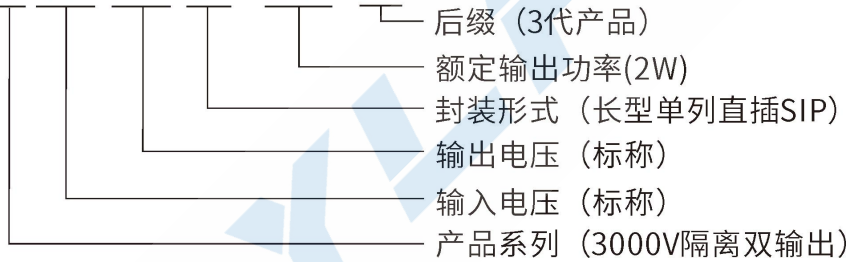 后缀（3代产品）
额定输出功率(2W)
封装形式（长型单列直插SIP）
输出电压（标称）
输入电压（标称）
产品系列（3000V隔离双输出）